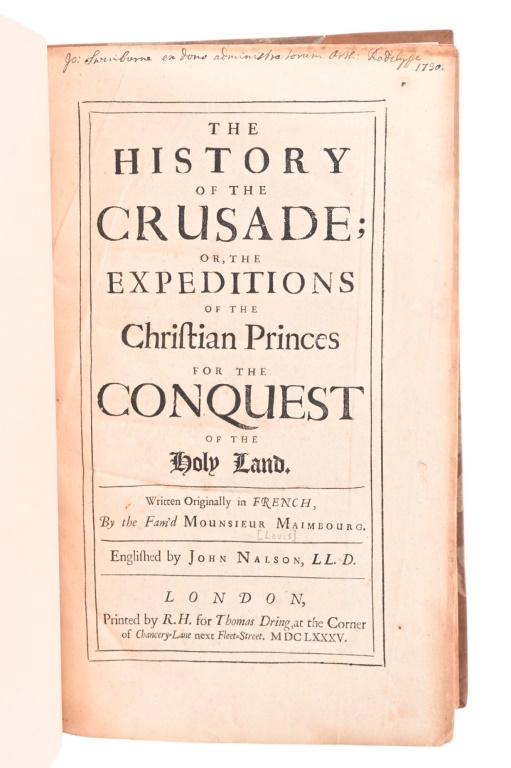 Jo: Swinborne ex dono administratorum Arth: Radclyffe
1730.
THE
HISTORY
OF THE
CRUSADE;
OR, THE
EXPEDITIONS
OF THE
Chriſtian Princes
FOR THE
CONQUEST
OF THE
Holy Land.
Written Originally in FRENCH,
By the Fam'd MOUNSIEUR MAIMBOURG.
[Louis]
Engliſhed by JOHN NALSON, LL. D.
LONDON,
Printed by R.H. for Thomas Dring, at the Corner
of Chancery-Lane next Fleet-Street. MDCLXXXV.